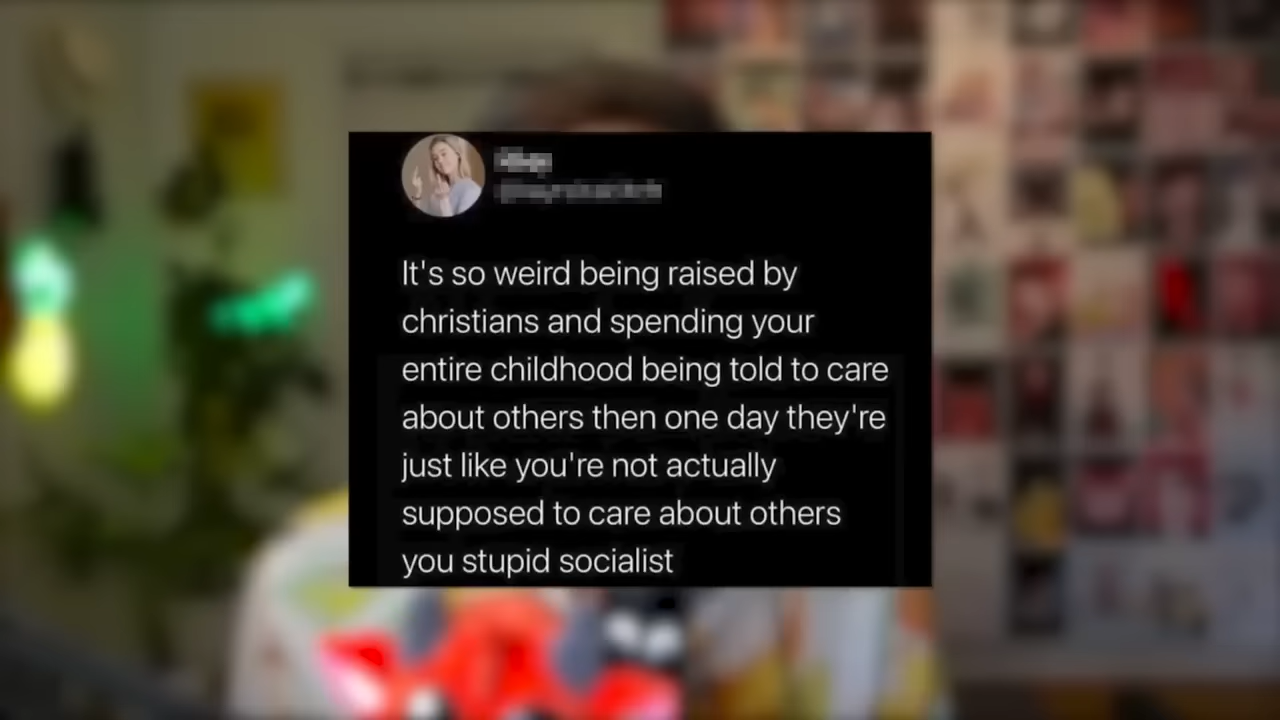 It's so weird being raised by
christians and spending your
entire childhood being told to care
about others then one day they're
just like you're not actually
supposed to care about others
you stupid socialist